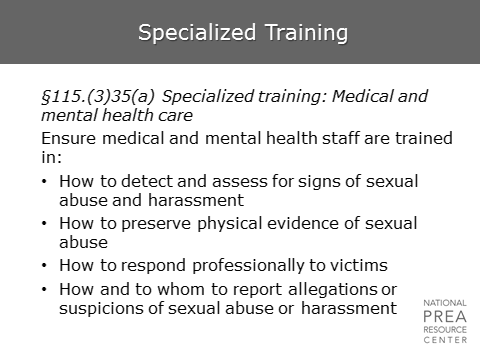 Specialized Training
§115.(3)35(a) Specialized training: Medical and
mental health care
Ensure medical and mental health staff are trained
in:
• How to detect and assess for signs of sexual
abuse and harassment
• How to preserve physical evidence of sexual
abuse
• How to respond professionally to victims
• How and to whom to report allegations or
suspicions of sexual abuse or harassment
NATIONAL
PREA
RESOURCE
CENTER